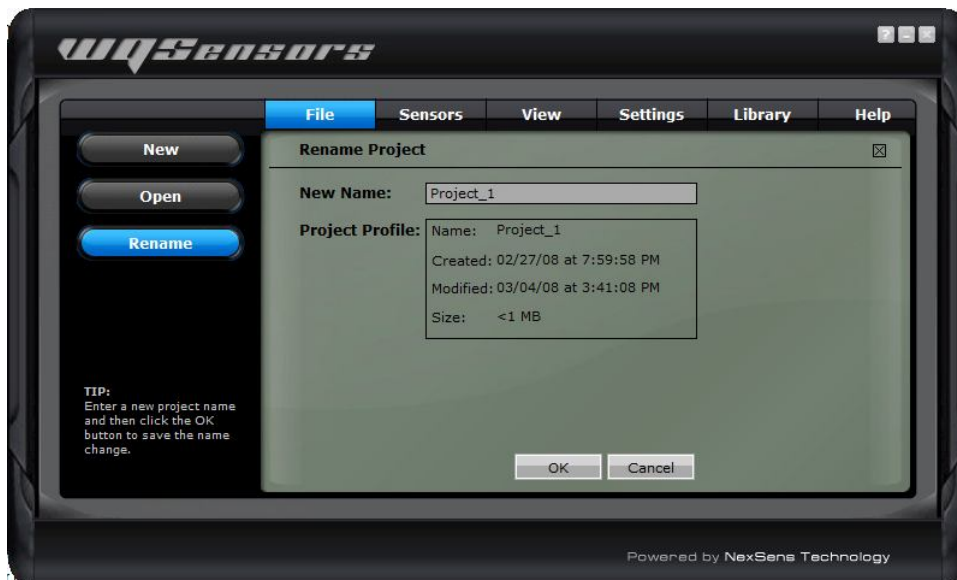 WQSensors
File Sensors View Settings Library Help
New
Open
Rename
Rename Project
New Name: Project_1
Project Profile: Name: Project_1
Created: 02/27/08 at 7:59:58 PM
Modified: 03/04/08 at 3:41:08 PM
Size: <1 MB
TIP:
Enter a new project name
and then click the OK
button to save the name
change.
OK Cancel
Powered by NexSens Technology